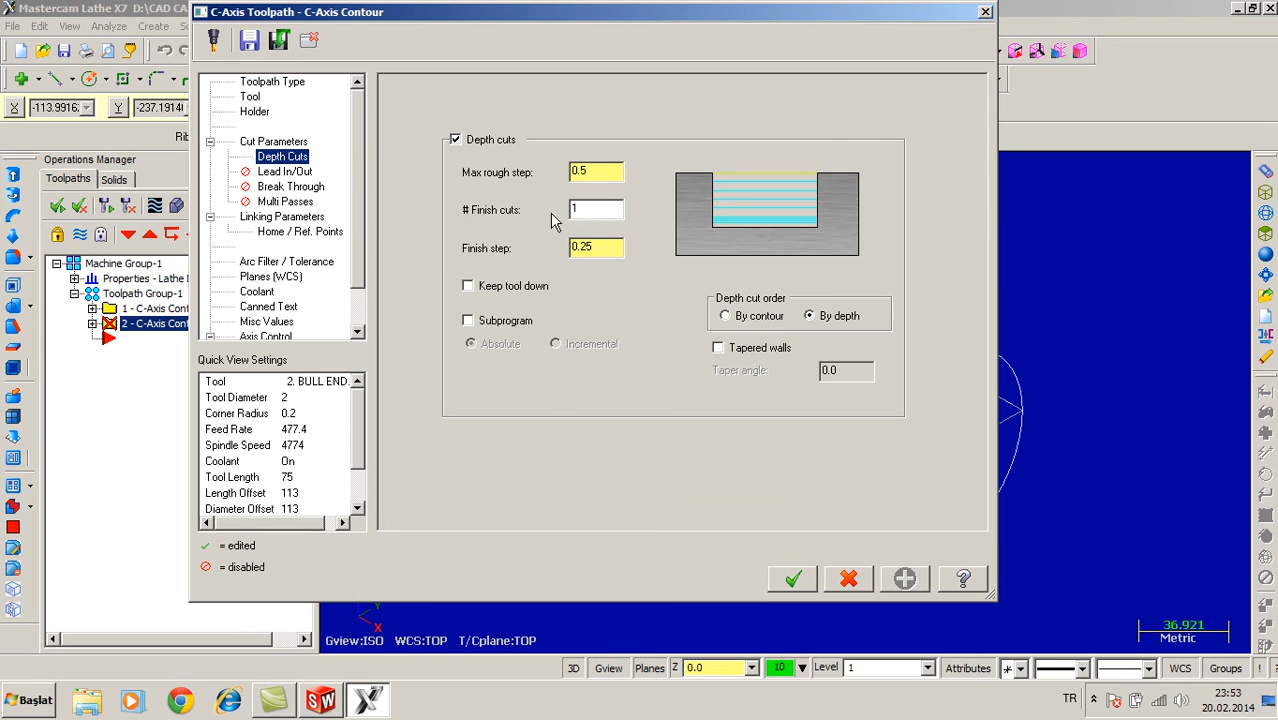 Mastercam Lathe X7 D:\CAD CA
C-Axis Toolpath - C-Axis Contour
File Edit View Analyze Create
X -113.9916 Y -237.1914
Operations Manager
Toolpaths Solids
Machine Group-1
Properties - Lathe
Toolpath Group-1
1 - C-Axis Con
2 - C-Axis Cont
Toolpath Type
Tool
Holder
Cut Parameters
Depth Cuts
Lead In/Out
Break Through
Multi Passes
Linking Parameters
Home / Ref. Points
Arc Filter / Tolerance
Planes (WCS)
Coolant
Canned Text
Misc Values
Axis Control
Quick View Settings
Tool 2. BULL END.
Tool Diameter 2
Corner Radius 0.2
Feed Rate 477.4
Spindle Speed 4774
Coolant On
Tool Length 75
Length Offset 113
Diameter Offset 113
= edited
= disabled
Depth cuts
Max rough step: 0.5
# Finish cuts: 1
Finish step: 0.25
Keep tool down
Subprogram
Absolute Incremental
Depth cut order
By contour By depth
Tapered walls
Taper angle: 0.0
Y
X
Gview:ISO WCS:TOP T/Cplane:TOP
36.921
Metric
3D Gview Planes Z 0.0 10 Level 1 Attributes WCS Groups
Başlat
TR
23:53
20.02.2014